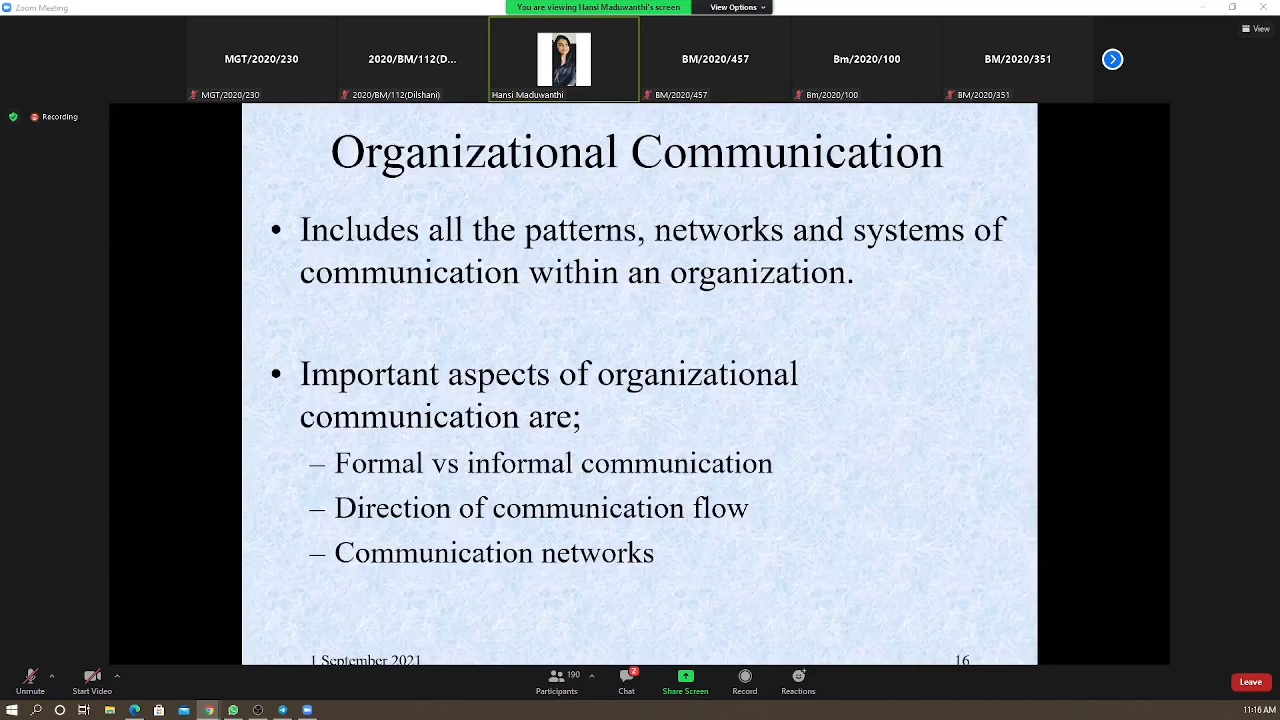 Zoom Meeting
You are viewing Hansi Maduwanthi's screen
View Options
View
MGT/2020/230
2020/BM/112(D...
BM/2020/457
Bm/2020/100
BM/2020/351
MGT/2020/230
2020/BM/112(Dilshani)
Hansi Maduwanthi
BM/2020/457
Bm/2020/100
BM/2020/351
Recording
Organizational Communication
• Includes all the patterns, networks and systems of
communication within an organization.
• Important aspects of organizational
communication are;
– Formal vs informal communication
– Direction of communication flow
– Communication networks
1 September 2021
16
Unmute
Start Video
190
Participants
2
Chat
Share Screen
Record
Reactions
Leave
11:16 AM